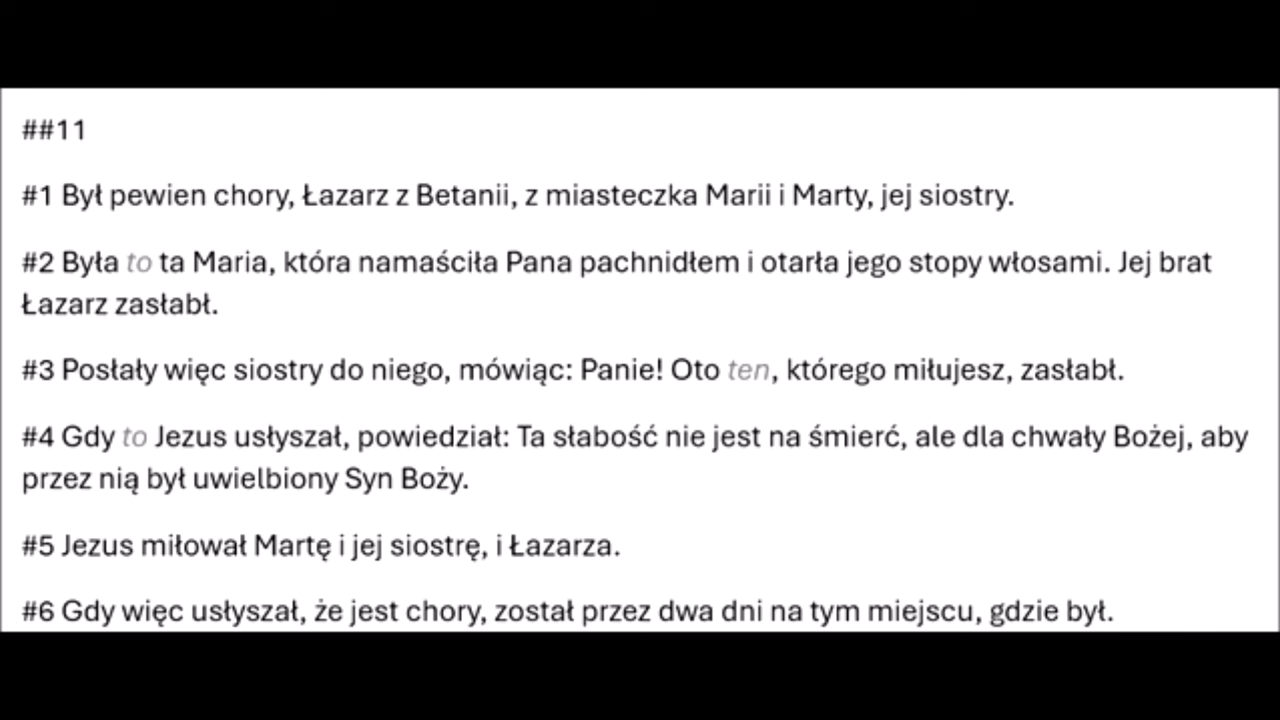 ##11
#1 Był pewien chory, Łazarz z Betanii, z miasteczka Marii i Marty, jej siostry.
#2 Była to ta Maria, która namaściła Pana pachnidłem i otarła jego stopy włosami. Jej brat
Łazarz zasłabł.
#3 Posłały więc siostry do niego, mówiąc: Panie! Oto ten, którego miłujesz, zasłabł.
#4 Gdy to Jezus usłyszał, powiedział: Ta słabość nie jest na śmierć, ale dla chwały Bożej, aby
przez nią był uwielbiony Syn Boży.
#5 Jezus miłował Martę i jej siostrę, i Łazarza.
#6 Gdy więc usłyszał, że jest chory, został przez dwa dni na tym miejscu, gdzie był.